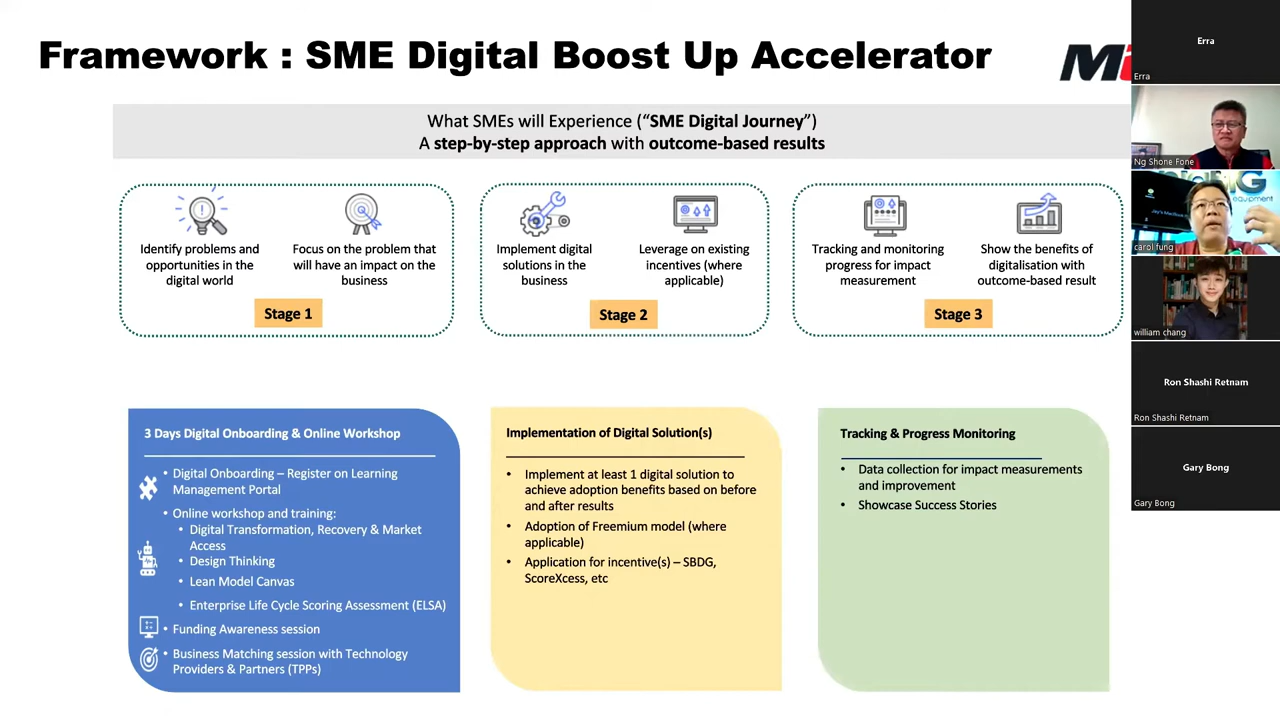 Framework : SME Digital Boost Up Accelerator
What SMEs will Experience (“SME Digital Journey”)
A step-by-step approach with outcome-based results
Identify problems and
opportunities in the
digital world
Focus on the problem that
will have an impact on the
business
Stage 1
Implement digital
solutions in the
business
Leverage on existing
incentives (where
applicable)
Stage 2
Tracking and monitoring
progress for impact
measurement
Show the benefits of
digitalisation with
outcome-based result
Stage 3
3 Days Digital Onboarding & Online Workshop
• Digital Onboarding – Register on Learning
Management Portal
• Online workshop and training:
• Digital Transformation, Recovery & Market
Access
• Design Thinking
• Lean Model Canvas
• Enterprise Life Cycle Scoring Assessment (ELSA)
• Funding Awareness session
• Business Matching session with Technology
Providers & Partners (TPPs)
Implementation of Digital Solution(s)
• Implement at least 1 digital solution to
achieve adoption benefits based on before
and after results
• Adoption of Freemium model (where
applicable)
• Application for incentive(s) – SBDG,
ScoreXcess, etc
Tracking & Progress Monitoring
• Data collection for impact measurements
and improvement
• Showcase Success Stories
Erra
Erra
Ng Shone Fone
equipment
carol fung
william chang
Ron Shashi Retnam
Ron Shashi Retnam
Gary Bong
Gary Bong